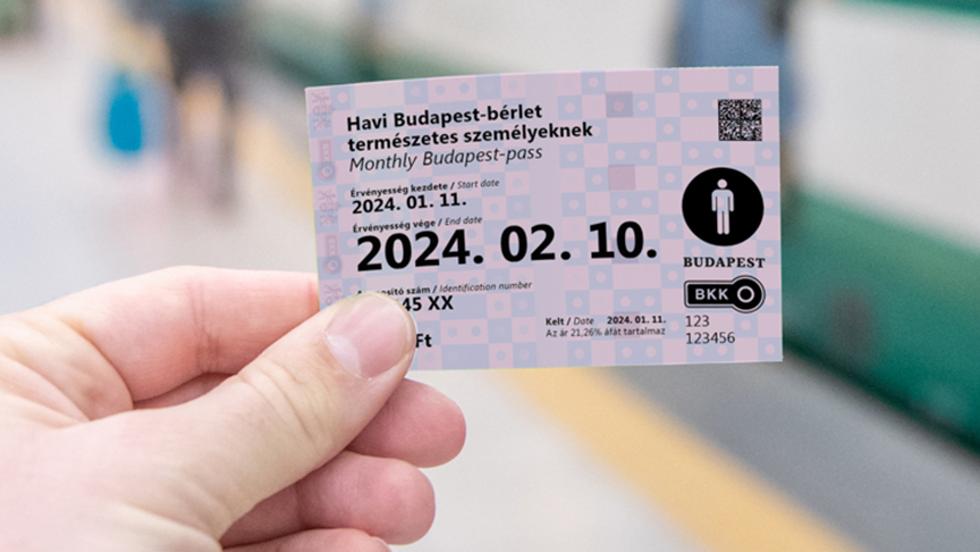 Havi Budapest-bérlet
természetes személyeknek
Monthly Budapest-pass
Érvényesség kezdete / Start date
2024. 01. 11.
Érvényesség vége / End date
2024. 02. 10.
szám / Identification number
45 XX
Ft
Kelt / Date 2024. 01. 11.
Az ár 21,26% áfát tartalmaz
BUDAPEST
BKK
123
123456